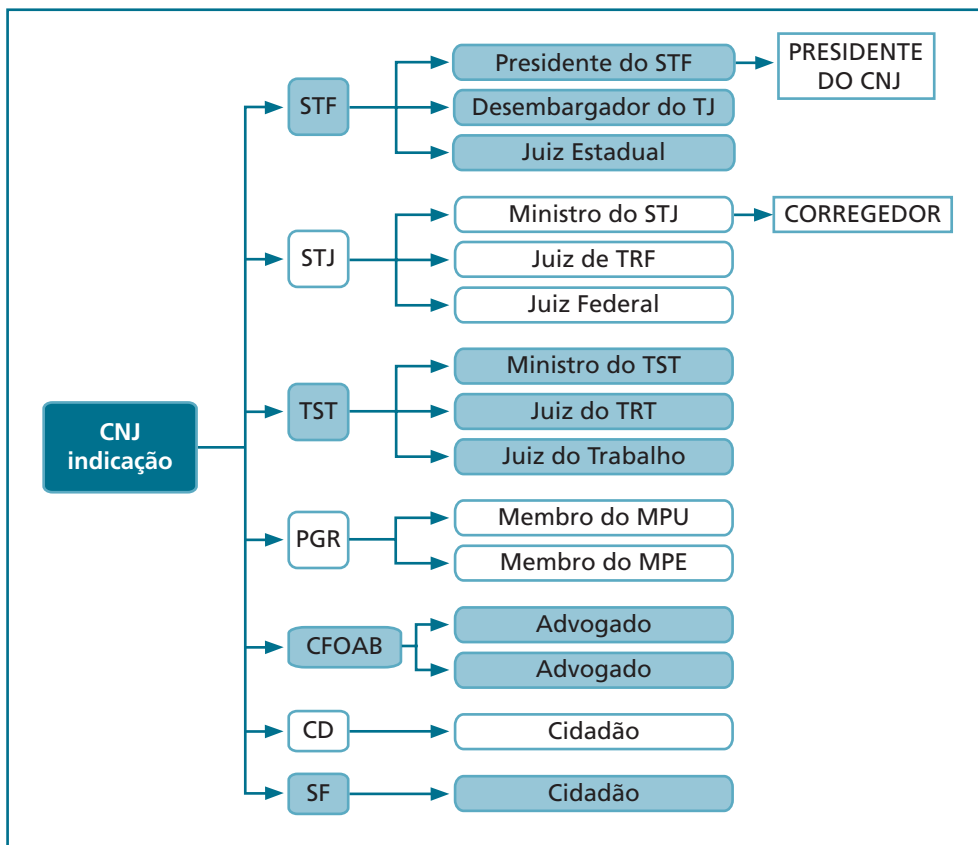 CNJ
indicação
STF
Presidente do STF
PRESIDENTE
DO CNJ
Desembargador do TJ
Juiz Estadual
STJ
Ministro do STJ
CORREGEDOR
Juiz de TRF
Juiz Federal
TST
Ministro do TST
Juiz do TRT
Juiz do Trabalho
PGR
Membro do MPU
Membro do MPE
CFOAB
Advogado
Advogado
CD
Cidadão
SF
Cidadão